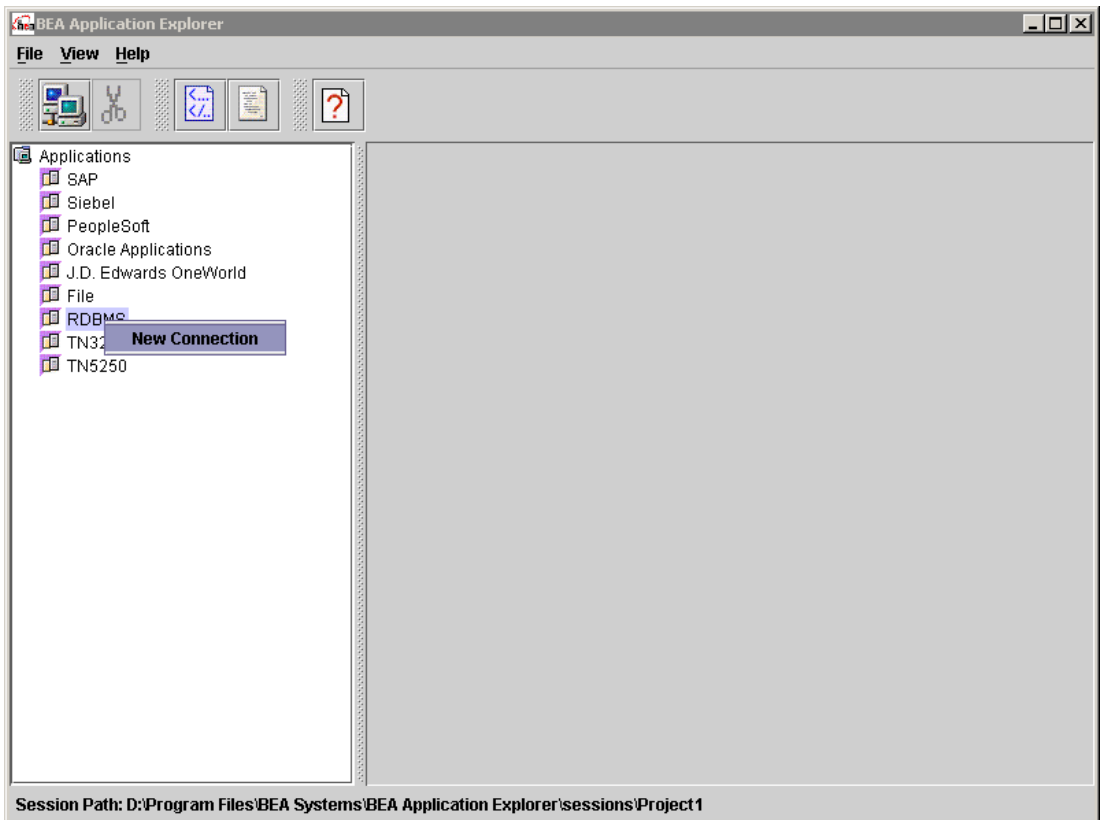 BEA Application Explorer
File View Help
Applications
SAP
Siebel
PeopleSoft
Oracle Applications
J.D. Edwards OneWorld
File
RDBMS
New Connection
TN32
TN5250
Session Path: D:\Program Files\BEA Systems\BEA Application Explorer\sessions\Project1